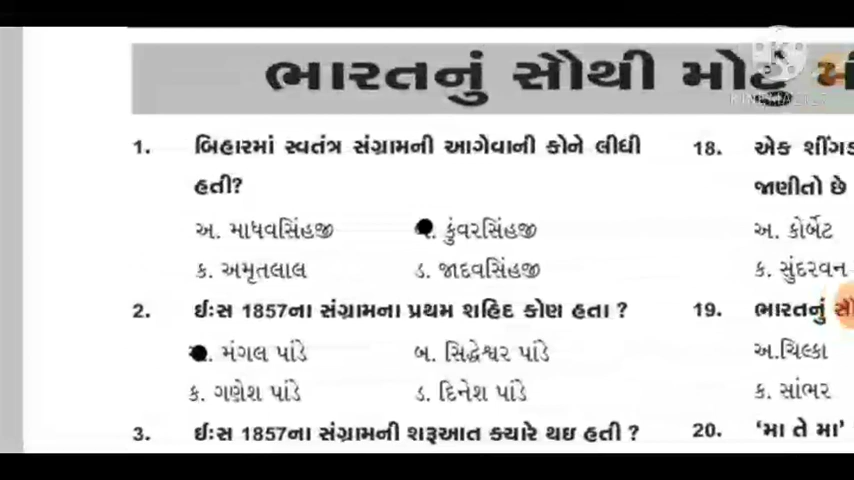 ભારતનું સૌથી મોટું
KINEMASTER
1. બિહારમાં સ્વતંત્ર સંગ્રામની આગેવાની કોને લીધી
હતી?
અ. માધવસિંહજી કુંવરસિંહજી
ક. અમૃતલાલ ડ. જાદવસિંહજી
2. ઈઃસ 1857ના સંગ્રામના પ્રથમ શહિદ કોણ હતા ?
મંગલ પાંડે બ. સિદ્ધેશ્વર પાંડે
ક. ગણેશ પાંડે ડ. દિનેશ પાંડે
3. ઈઃસ 1857ના સંગ્રામની શરૂઆત ક્યારે થઇ હતી ?
18. એક
જાણીતો છે
અ. કોર્બેટ
ક. સુંદરવન
19. ભારતનું
અ.ચિલ્કા
ક. સાંભર
20. ‘મા તે મા’